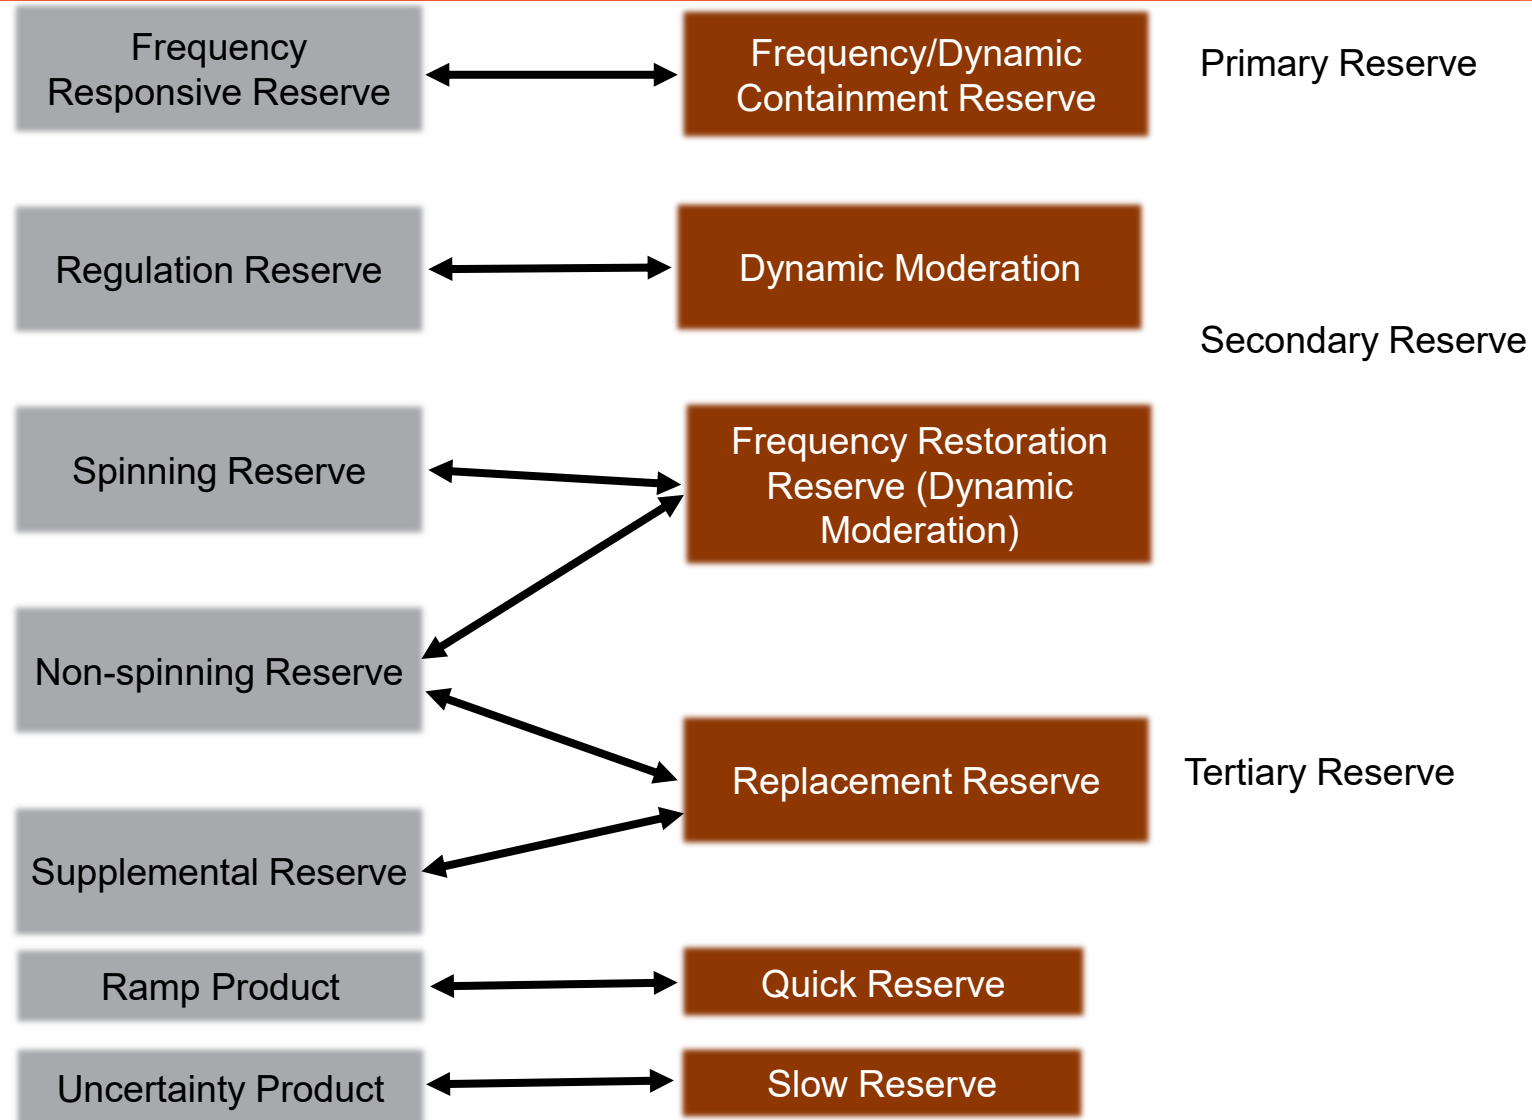 Frequency
Responsive Reserve
Frequency/Dynamic
Containment Reserve
Primary Reserve
Regulation Reserve
Dynamic Moderation
Secondary Reserve
Spinning Reserve
Frequency Restoration
Reserve (Dynamic
Moderation)
Non-spinning Reserve
Replacement Reserve
Tertiary Reserve
Supplemental Reserve
Ramp Product
Quick Reserve
Uncertainty Product
Slow Reserve